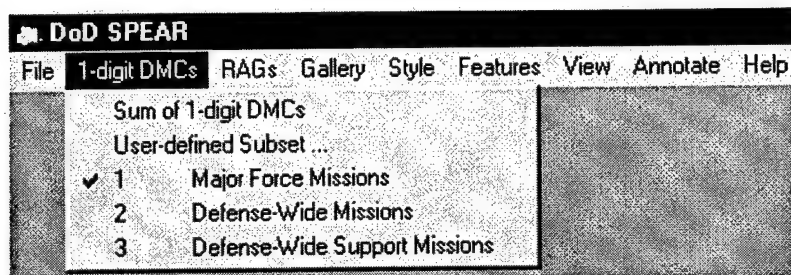 DoD SPEAR
File 1-digit DMCs RAGs Gallery Style Features View Annotate Help
Sum of 1-digit DMCs
User-defined Subset ...
✔ 1 Major Force Missions
2 Defense-Wide Missions
3 Defense-Wide Support Missions